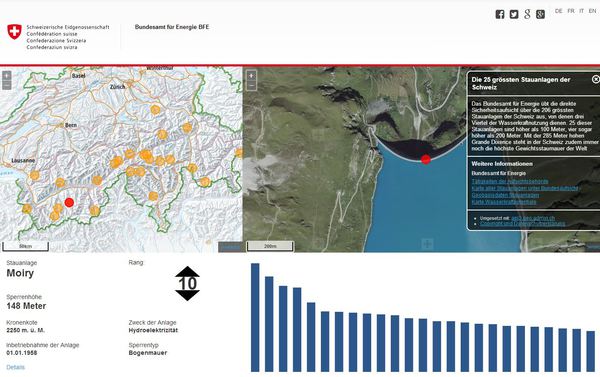 Schweizerische Eidgenossenschaft
Confédération suisse
Confederazione Svizzera
Confederaziun svizra
Bundesamt für Energie BFE
DE FR IT EN
Basel
Winterthur
Zürich
Bern
Lausanne
50km
200m
Die 25 grössten Stauanlagen der
Schweiz
Das Bundesamt für Energie übt die direkte
Sicherheitsaufsicht über die 206 grössten
Stauanlagen der Schweiz aus, von denen drei
Viertel der Wasserkraftnutzung dienen. 25 dieser
Stauanlagen sind höher als 100 Meter, vier sogar
höher als 200 Meter. Mit der 285 Meter hohen
Grande Dixence steht in der Schweiz zudem immer
noch die höchste Gewichtsstaumauer der Welt
Weitere Informationen
Bundesamt für Energie
Tätigkeiten der Aufsichtsbehörde
Karte aller Stauanlagen unter Bundesaufsicht
Geobasisdaten Stauanlagen
Karte Wasserkraftpotentiale
Umgesetzt mit: api3.geo.admin.ch
Copyright und Datenschutzerklärung
Stauanlage
Moiry
Rang:
10
Sperrenhöhe
148 Meter
Kronenkote
2250 m. ü. M.
Zweck der Anlage
Hydroelektrizität
Inbetriebnahme der Anlage
01.01.1958
Sperrentyp
Bogenmauer
Details